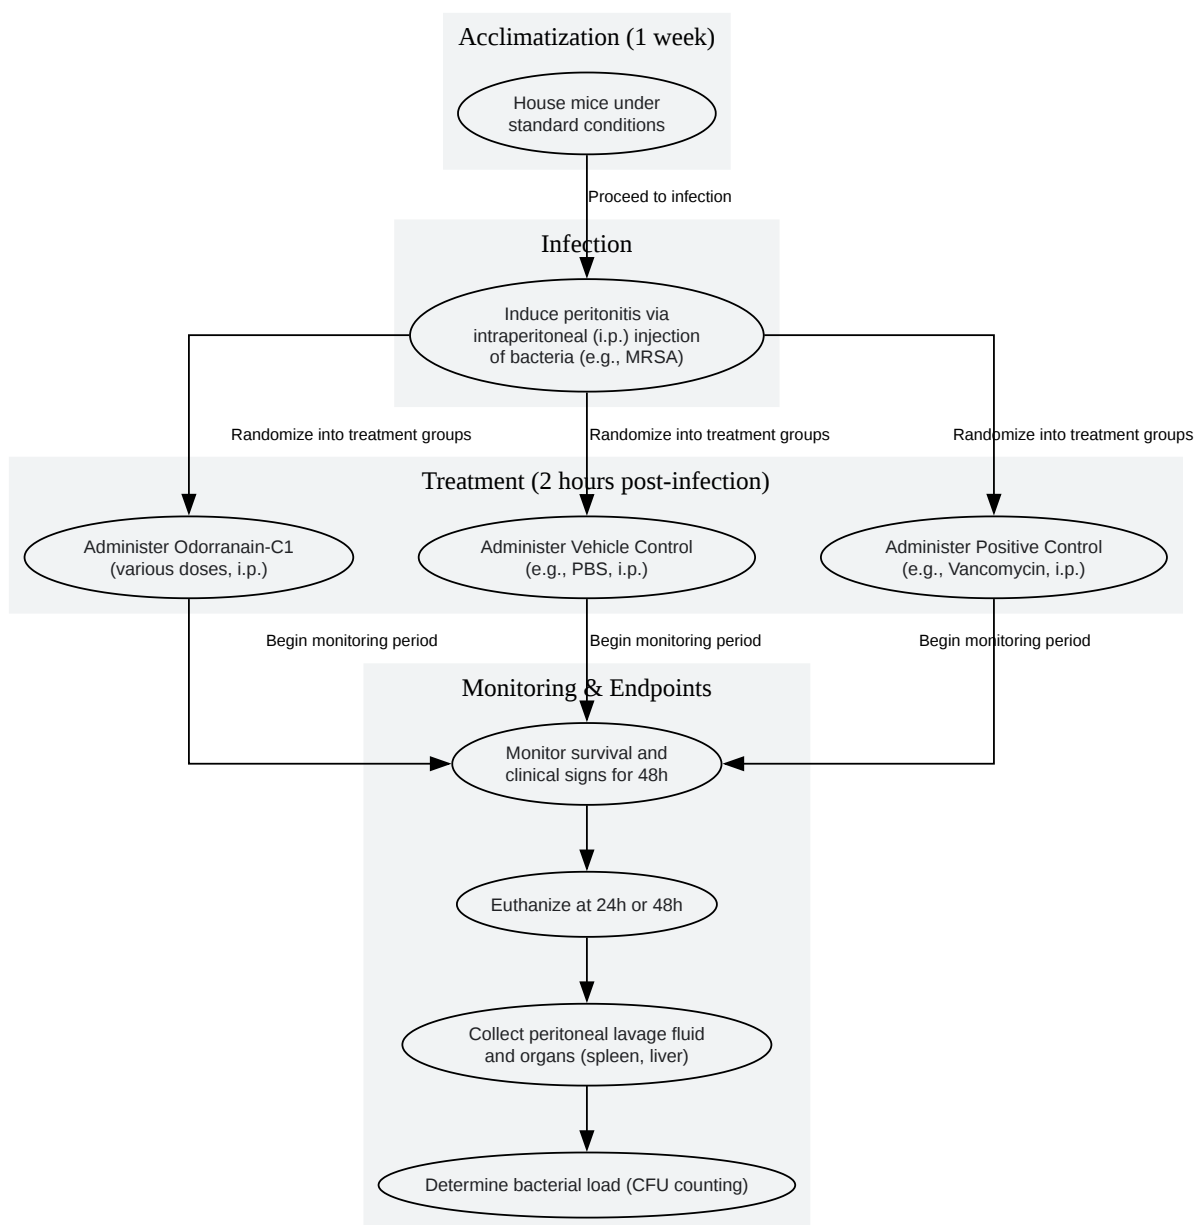 Acclimatization (1 week)
House mice under
standard conditions
Proceed to infection
Infection
Induce peritonitis via
intraperitoneal (i.p.) injection
of bacteria (e.g., MRSA)
Randomize into treatment groups
Randomize into treatment groups
Randomize into treatment groups
Treatment (2 hours post-infection)
Administer Odorranain-C1
(various doses, i.p.)
Administer Vehicle Control
(e.g., PBS, i.p.)
Administer Positive Control
(e.g., Vancomycin, i.p.)
Begin monitoring period
Begin monitoring period
Begin monitoring period
Monitoring & Endpoints
Monitor survival and
clinical signs for 48h
Euthanize at 24h or 48h
Collect peritoneal lavage fluid
and organs (spleen, liver)
Determine bacterial load (CFU counting)